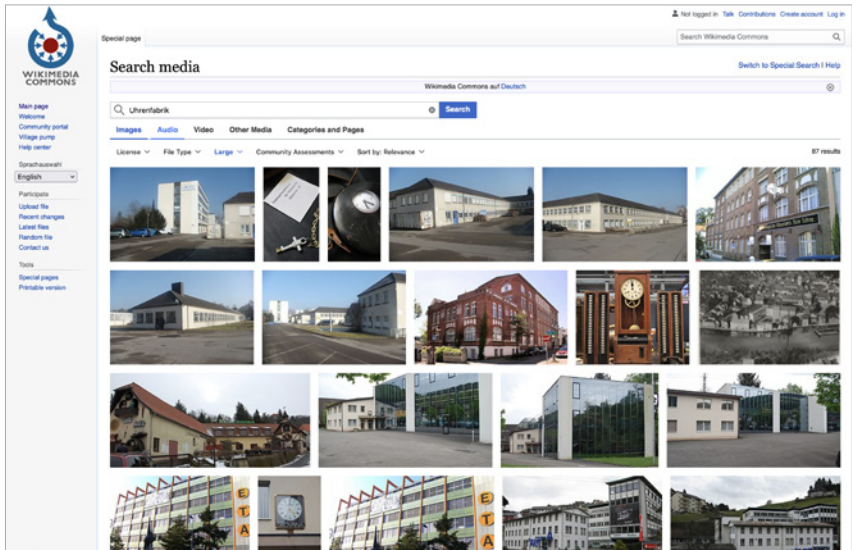 Not logged in Talk Contributions Create account Log in
Special page
Search Wikimedia Commons
WIKIMEDIA
COMMONS
Search media
Switch to Special:Search | Help
Wikimedia Commons auf Deutsch
Main page
Welcome
Community portal
Village pump
Help center
Sprachauswahl
English
Participate
Upload file
Recent changes
Latest files
Random file
Contact us
Tools
Special pages
Printable version
Uhrenfabrik
Search
Images Audio Video Other Media Categories and Pages
License File Type Large Community Assessments Sort by: Relevance
87 results
E
T
A
E
T
A